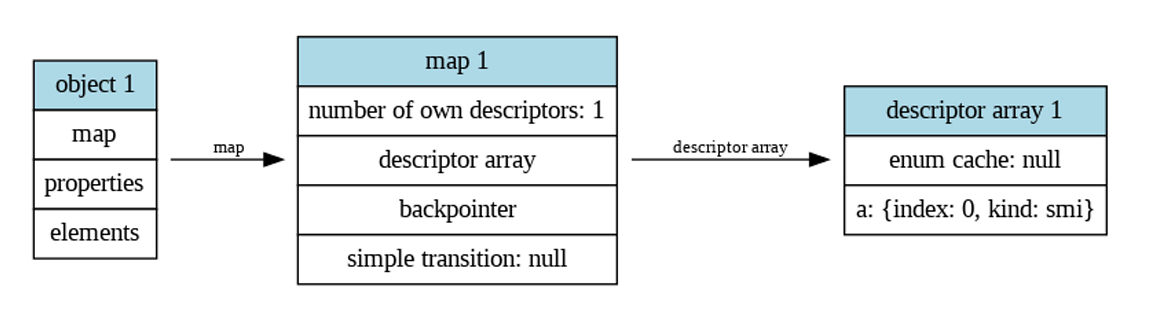 object 1
map
properties
elements
map
map 1
number of own descriptors: 1
descriptor array
backpointer
simple transition: null
descriptor array
descriptor array 1
enum cache: null
a: {index: 0, kind: smi}